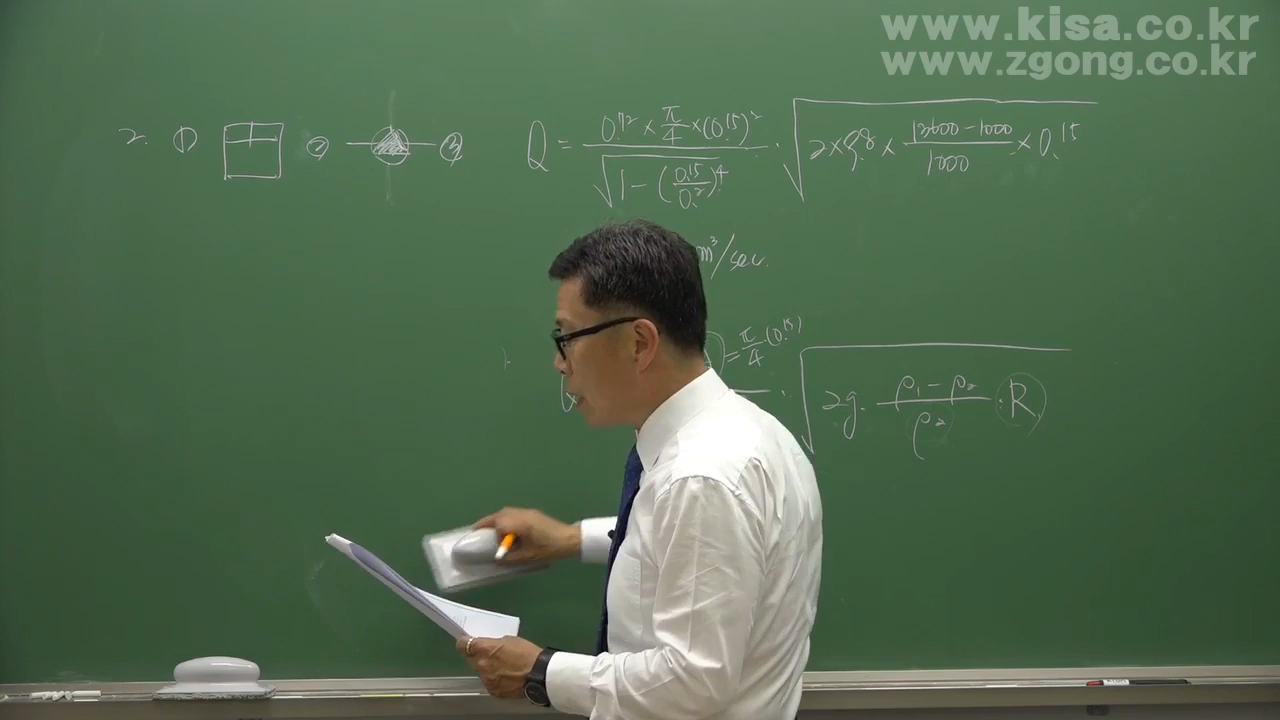 www.kisa.co.kr
www.zgong.co.kr
2. ① ② ③
Q = 0.72 × π/4 × (0.15)² / √(1 - (0.15/0.2)⁴) · √(2×9.8× (13600-1000)/1000 × 0.15)
m³/sec.
= π/4 · (0.15)
· √(2g. (ρ₁ - ρ₂)/ρ₂ · R)